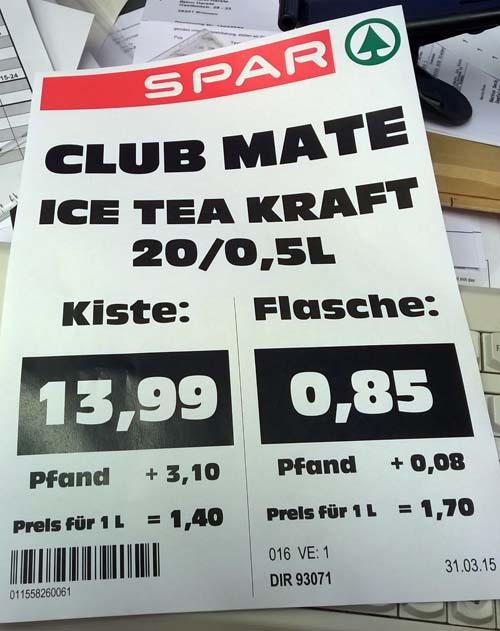 SPAR
CLUB MATE
ICE TEA KRAFT
20/0,5L
Kiste:
13,99
Pfand + 3,10
Preis für 1 L = 1,40
011558260061
Flasche:
0,85
Pfand + 0,08
Preis für 1 L = 1,70
016 VE: 1
DIR 93071
31.03.15
15-24